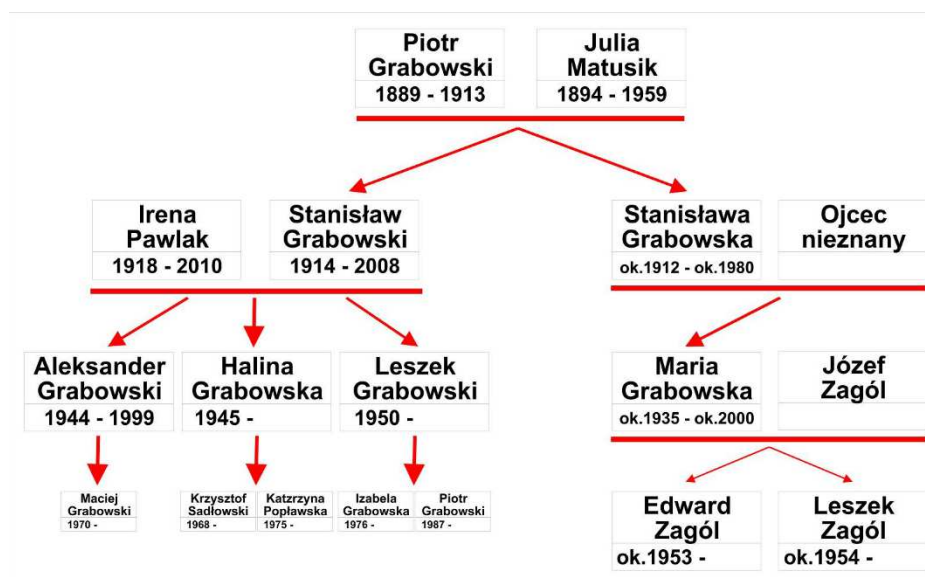 Piotr
Grabowski
1889 - 1913
Julia
Matusik
1894 - 1959
Irena
Pawlak
1918 - 2010
Stanisław
Grabowski
1914 - 2008
Stanisława
Grabowska
ok.1912 - ok.1980
Ojcec
nieznany
Aleksander
Grabowski
1944 - 1999
Halina
Grabowska
1945 -
Leszek
Grabowski
1950 -
Maria
Grabowska
ok.1935 - ok.2000
Józef
Zagól
Maciej
Grabowski
1970 -
Krzysztof
Sadłowski
1968 -
Katzrzyna
Popławska
1975 -
Izabela
Grabowska
1976 -
Piotr
Grabowski
1987 -
Edward
Zagól
ok.1953 -
Leszek
Zagól
ok.1954 -